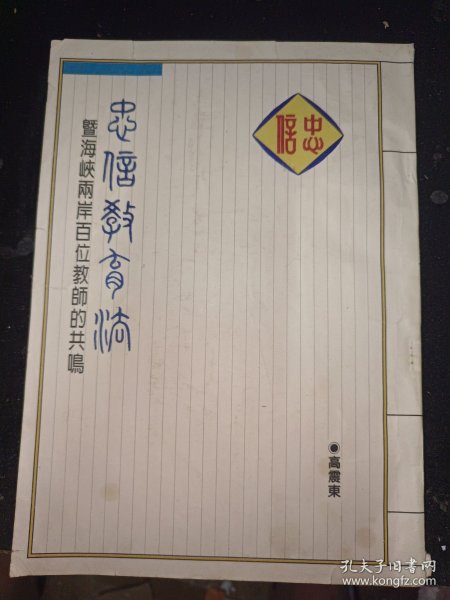 忠信
忠信教育法
暨海峽兩岸百位教師的共鳴
●高震東
孔夫子旧书网
www.kongfz.com